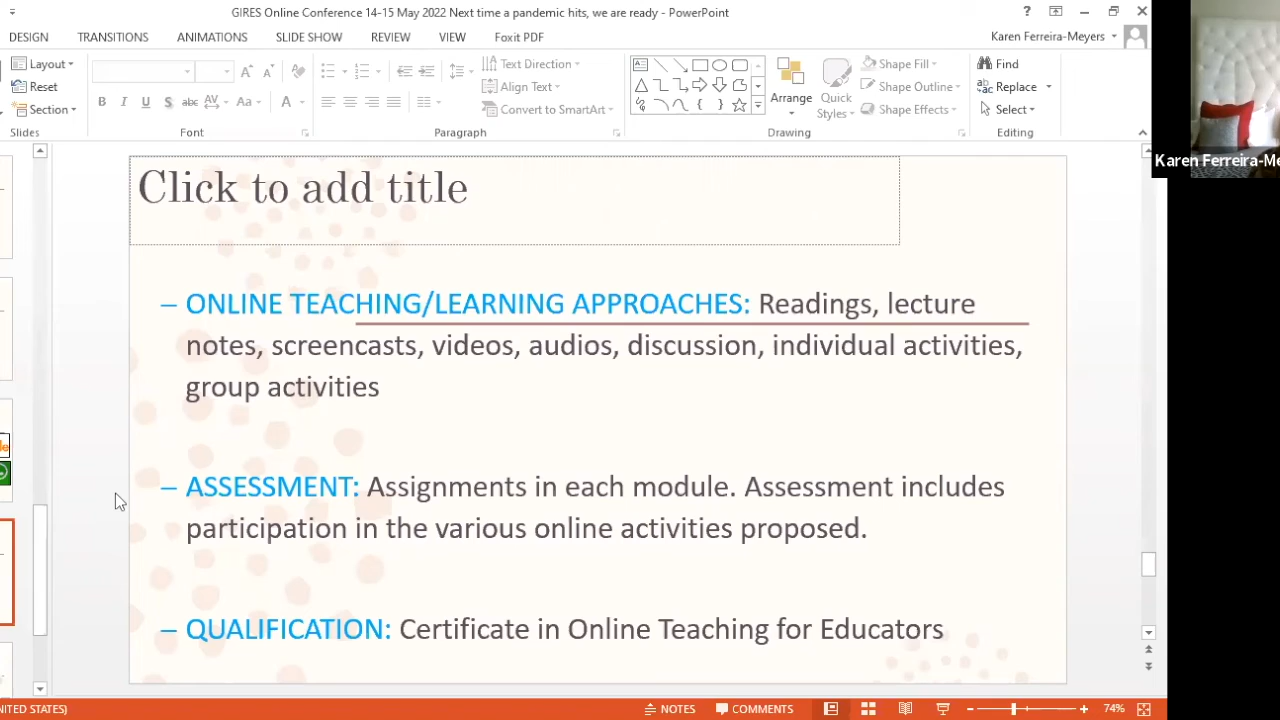 GIRES Online Conference 14-15 May 2022 Next time a pandemic hits, we are ready - PowerPoint
?
DESIGN TRANSITIONS ANIMATIONS SLIDE SHOW REVIEW VIEW Foxit PDF
Karen Ferreira-Meyers
Layout
Reset
Section
Slides
B I U S abc AV Aa A
Font
Text Direction
Align Text
Convert to SmartArt
Paragraph
Arrange
Quick
Styles
Shape Fill
Shape Outline
Shape Effects
Drawing
Find
Replace
Select
Editing
Karen Ferreira-Me
Click to add title
– ONLINE TEACHING/LEARNING APPROACHES: Readings, lecture
notes, screencasts, videos, audios, discussion, individual activities,
group activities
– ASSESSMENT: Assignments in each module. Assessment includes
participation in the various online activities proposed.
– QUALIFICATION: Certificate in Online Teaching for Educators
NITED STATES)
NOTES COMMENTS 74%